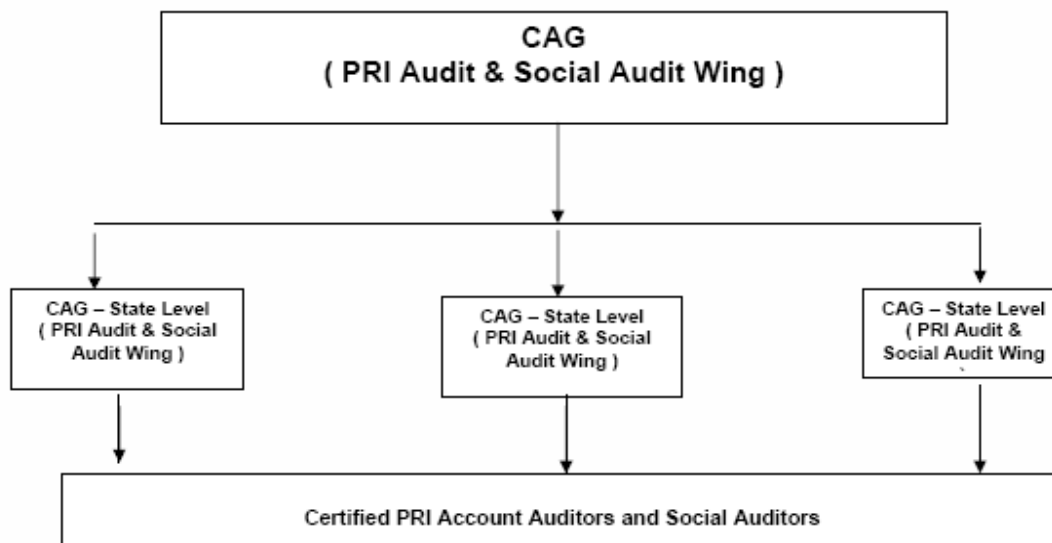 CAG
( PRI Audit & Social Audit Wing )
CAG – State Level
( PRI Audit & Social
Audit Wing )
CAG – State Level
( PRI Audit & Social
Audit Wing )
CAG – State Level
( PRI Audit &
Social Audit Wing
Certified PRI Account Auditors and Social Auditors